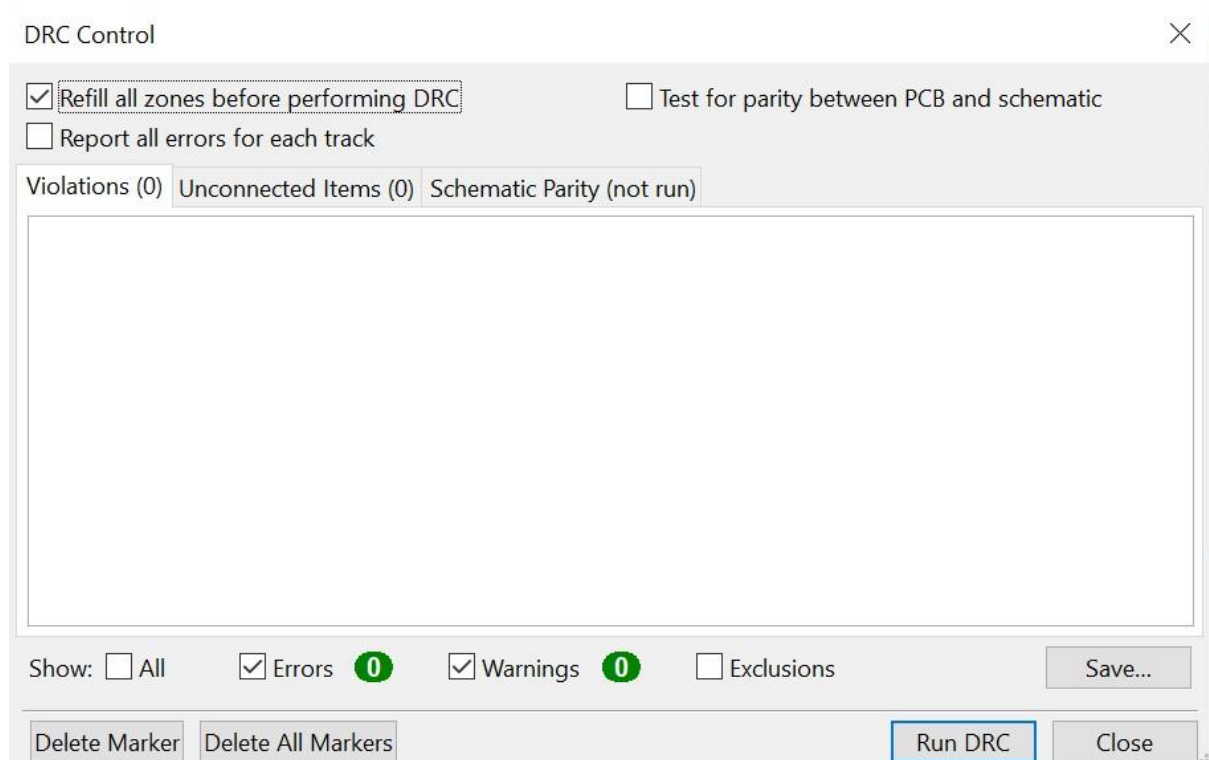 DRC Control
Refill all zones before performing DRC Test for parity between PCB and schematic
Report all errors for each track
Violations (0) Unconnected Items (0) Schematic Parity (not run)
Show: All Errors 0 Warnings 0 Exclusions Save...
Delete Marker Delete All Markers Run DRC Close